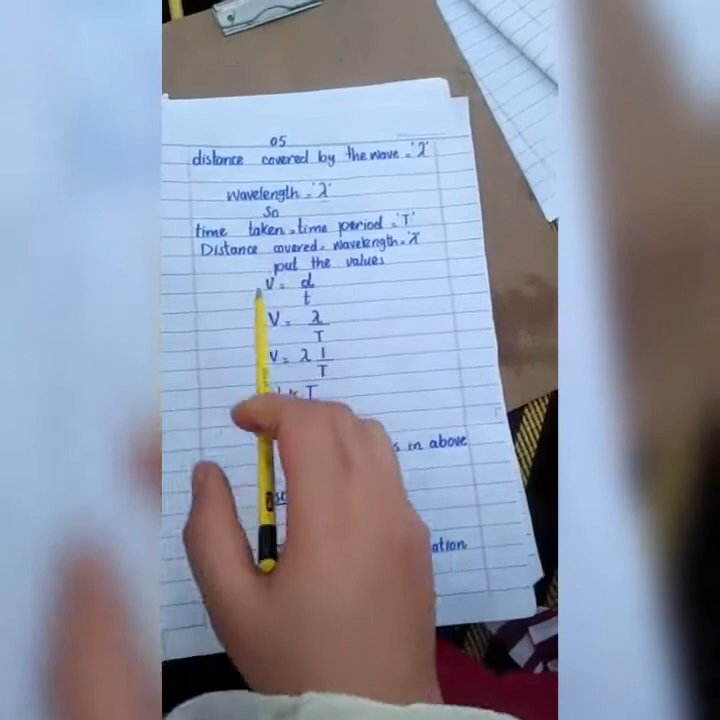 05
distance covered by the wave = 'λ'
Wavelength = 'λ'
So
time taken = time period = 'T'
Distance covered = wavelength = 'λ'
put the values
V = d
t
V = λ
T
V = λ 1
T
T
s in above
ation